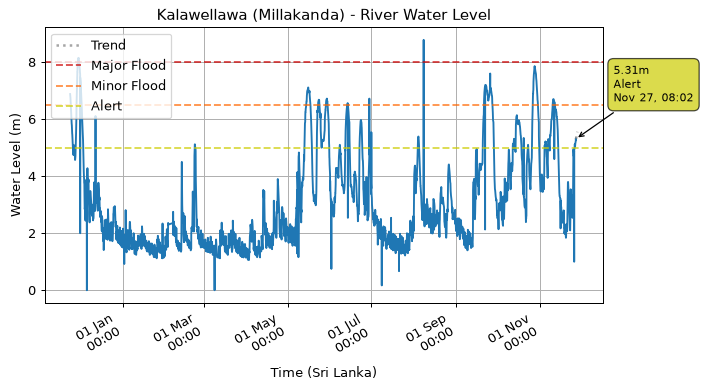 Kalawellawa (Millakanda) - River Water Level
Trend
Major Flood
Minor Flood
Alert
5.31m
Alert
Nov 27, 08:02
Water Level (m)
8
6
4
2
0
01 Jan
00:00
01 Mar
00:00
01 May
00:00
01 Jul
00:00
01 Sep
00:00
01 Nov
00:00
Time (Sri Lanka)